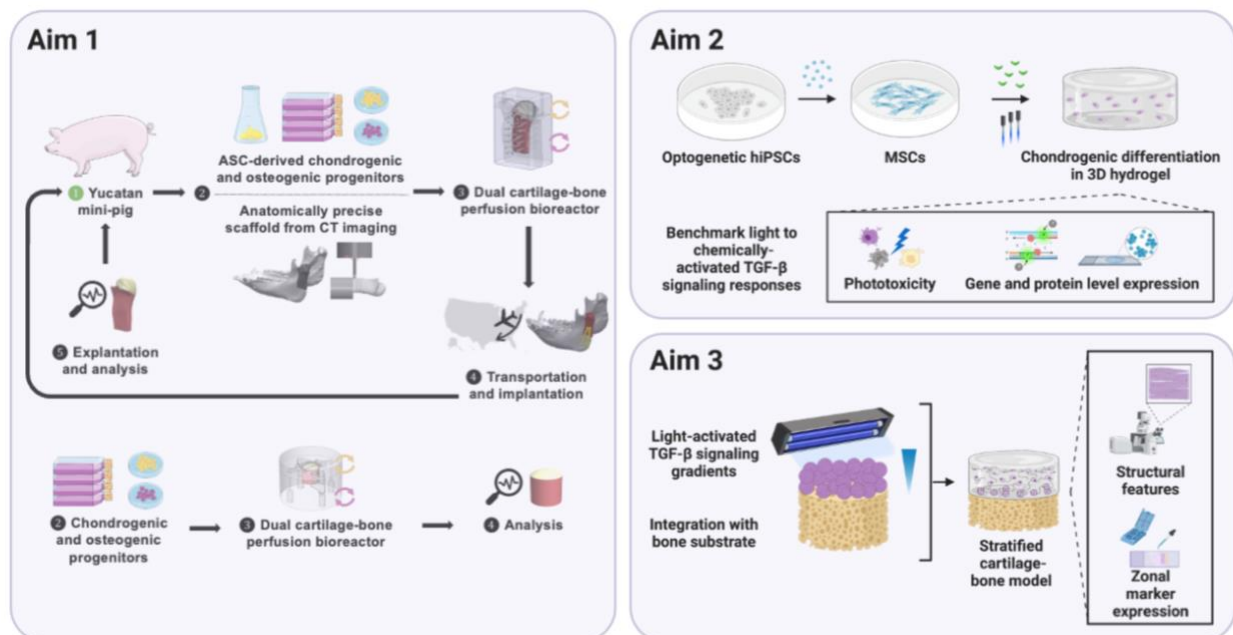 Aim 1
1 Yucatan
mini-pig
2
ASC-derived chondrogenic
and osteogenic progenitors
Anatomically precise
scaffold from CT imaging
3 Dual cartilage-bone
perfusion bioreactor
4 Transportation
and implantation
5 Explantation
and analysis
2 Chondrogenic
and osteogenic
progenitors
3 Dual cartilage-bone
perfusion bioreactor
4 Analysis
Aim 2
Optogenetic hiPSCs
MSCs
Chondrogenic differentiation
in 3D hydrogel
Benchmark light to
chemically-
activated TGF-β
signaling responses
Phototoxicity
Gene and protein level expression
Aim 3
Light-activated
TGF-β signaling
gradients
Integration with
bone substrate
Stratified
cartilage-
bone model
Structural
features
Zonal
marker
expression